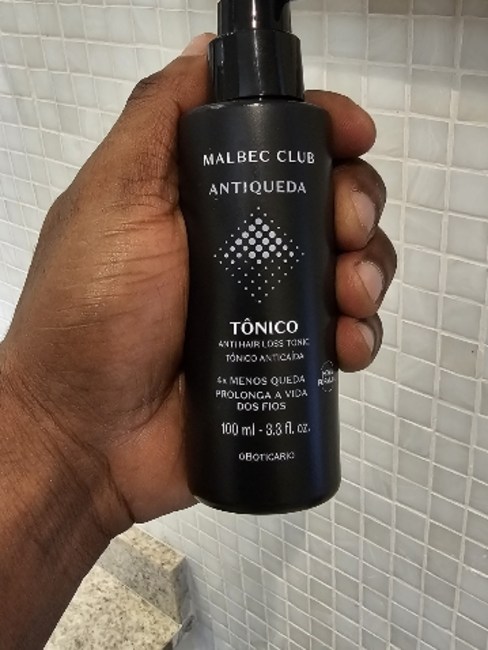 MALBEC CLUB
ANTIQUEDA
TÔNICO
ANTI HAIR LOSS TONIC
TÓNICO ANTICAÍDA
4x MENOS QUEDA
PROLONGA A VIDA
DOS FIOS
100 ml - 3.3 fl. oz.
OBOTICÁRIO